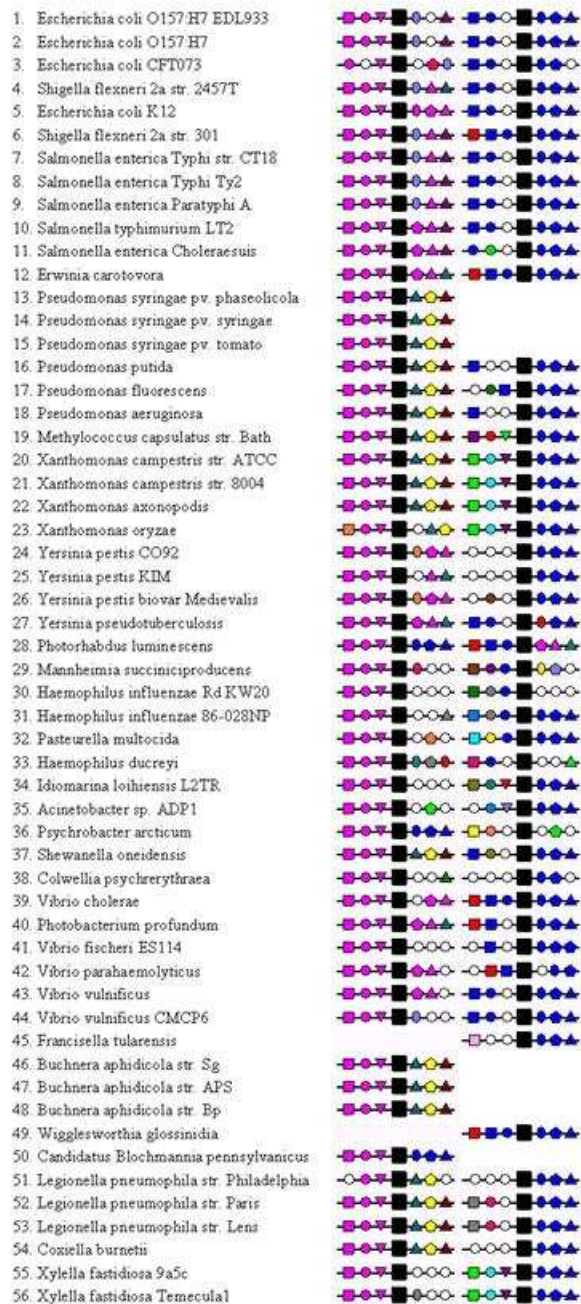 1. Escherichia coli O157:H7 EDL933
2. Escherichia coli O157:H7
3. Escherichia coli CFT073
4. Shigella flexneri 2a str. 2457T
5. Escherichia coli K12
6. Shigella flexneri 2a str. 301
7. Salmonella enterica Typhi str. CT18
8. Salmonella enterica Typhi Ty2
9. Salmonella enterica Paratyphi A
10. Salmonella typhimurium LT2
11. Salmonella enterica Choleraesuis
12. Erwinia carotovora
13. Pseudomonas syringae pv. phaseolicola
14. Pseudomonas syringae pv. syringae
15. Pseudomonas syringae pv. tomato
16. Pseudomonas putida
17. Pseudomonas fluorescens
18. Pseudomonas aeruginosa
19. Methylococcus capsulatus str. Bath
20. Xanthomonas campestris str. ATCC
21. Xanthomonas campestris str. 8004
22. Xanthomonas axonopodis
23. Xanthomonas oryzae
24. Yersinia pestis CO92
25. Yersinia pestis KIM
26. Yersinia pestis biovar Medievalis
27. Yersinia pseudotuberculosis
28. Photorhabdus luminescens
29. Mannheimia succiniciproducens
30. Haemophilus influenzae Rd KW20
31. Haemophilus influenzae 86-028NP
32. Pasteurella multocida
33. Haemophilus ducreyi
34. Idiomarina loihiensis L2TR
35. Acinetobacter sp. ADP1
36. Psychrobacter arcticum
37. Shewanella oneidensis
38. Colwellia psychrerythraea
39. Vibrio cholerae
40. Photobacterium profundum
41. Vibrio fischeri ES114
42. Vibrio parahaemolyticus
43. Vibrio vulnificus
44. Vibrio vulnificus CMCP6
45. Francisella tularensis
46. Buchnera aphidicola str. Sg
47. Buchnera aphidicola str. APS
48. Buchnera aphidicola str. Bp
49. Wigglesworthia glossinidia
50. Candidatus Blochmannia pennsylvanicus
51. Legionella pneumophila str. Philadelphia
52. Legionella pneumophila str. Paris
53. Legionella pneumophila str. Lens
54. Coxiella burnetii
55. Xylella fastidiosa 9a5c
56. Xylella fastidiosa Temecula1